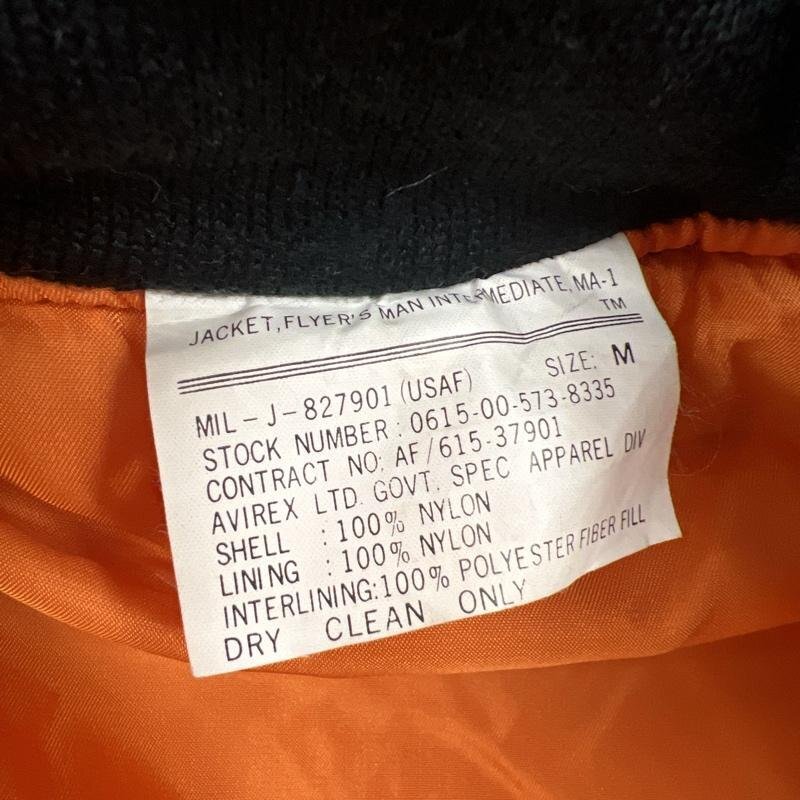 JACKET, FLYER'S MAN INTERMEDIATE, MA-1
TM
SIZE: M
MIL-J-827901 (USAF)
STOCK NUMBER : 0615-00-573-8335
CONTRACT NO: AF/615-37901
AVIREX LTD. GOVT. SPEC APPAREL DIV
SHELL : 100% NYLON
LINING : 100% NYLON
INTERLINING:100% POLYESTER FIBER FILL
DRY CLEAN ONLY